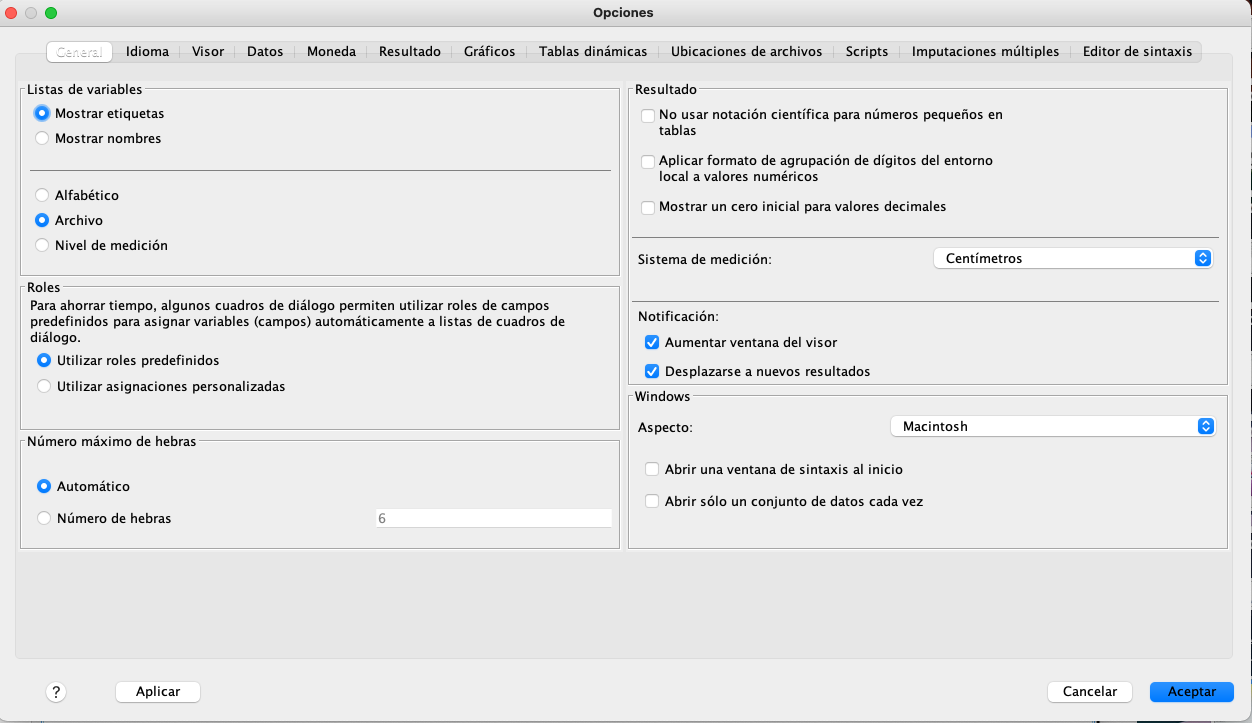 Opciones
General
Idioma
Visor
Datos
Moneda
Resultado
Gráficos
Tablas dinámicas
Ubicaciones de archivos
Scripts
Imputaciones múltiples
Editor de sintaxis
Listas de variables
Mostrar etiquetas
Mostrar nombres
Alfabético
Archivo
Nivel de medición
Roles
Para ahorrar tiempo, algunos cuadros de diálogo permiten utilizar roles de campos
predefinidos para asignar variables (campos) automáticamente a listas de cuadros de
diálogo.
Utilizar roles predefinidos
Utilizar asignaciones personalizadas
Número máximo de hebras
Automático
Número de hebras
6
Resultado
No usar notación científica para números pequeños en
tablas
Aplicar formato de agrupación de dígitos del entorno
local a valores numéricos
Mostrar un cero inicial para valores decimales
Sistema de medición:
Centímetros
Notificación:
Aumentar ventana del visor
Desplazarse a nuevos resultados
Windows
Aspecto:
Macintosh
Abrir una ventana de sintaxis al inicio
Abrir sólo un conjunto de datos cada vez
?
Aplicar
Cancelar
Aceptar